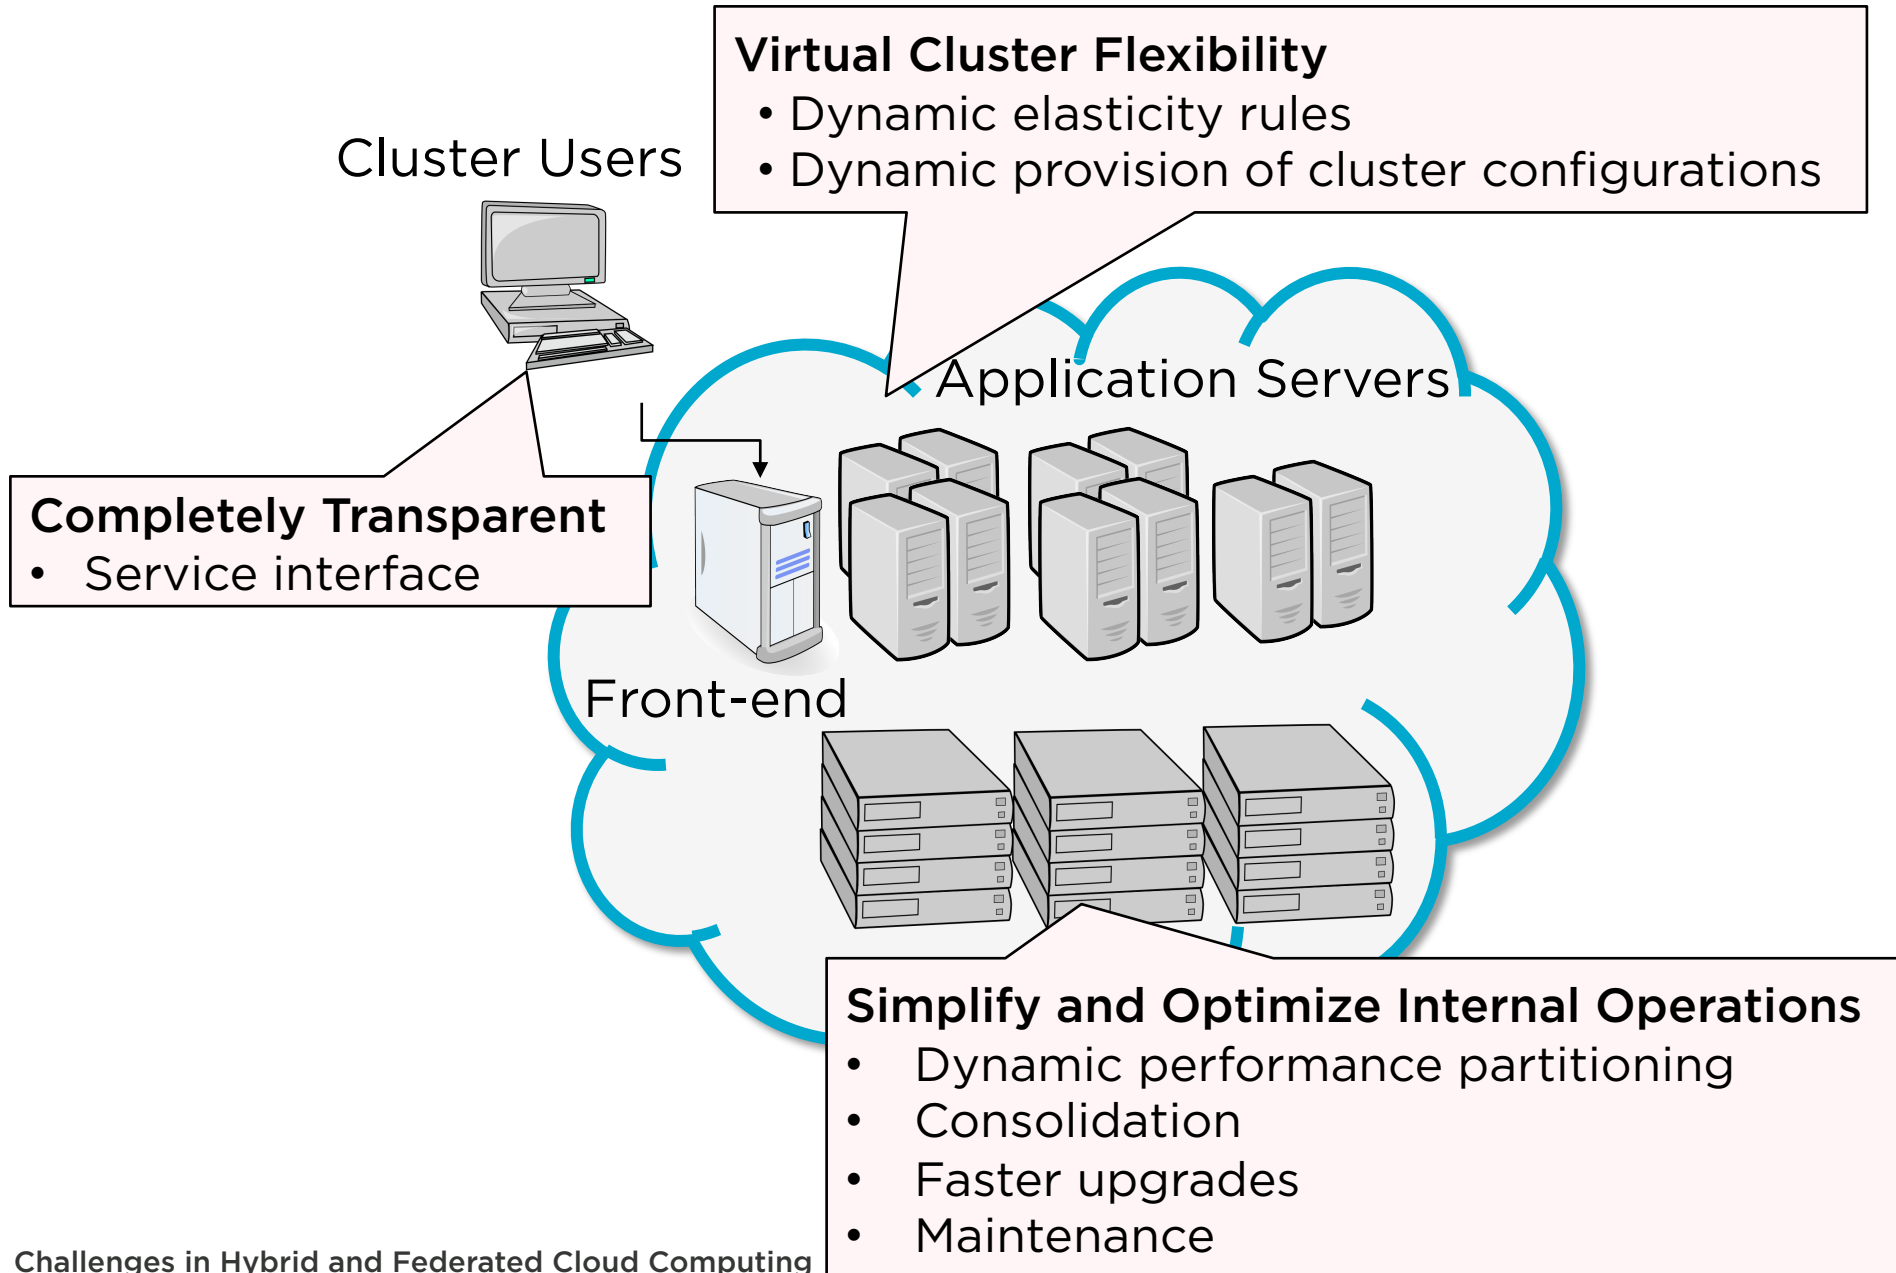 Virtual Cluster Flexibility
• Dynamic elasticity rules
• Dynamic provision of cluster configurations
Cluster Users
Application Servers
Completely Transparent
• Service interface
Front-end
Simplify and Optimize Internal Operations
• Dynamic performance partitioning
• Consolidation
• Faster upgrades
• Maintenance
Challenges in Hybrid and Federated Cloud Computing